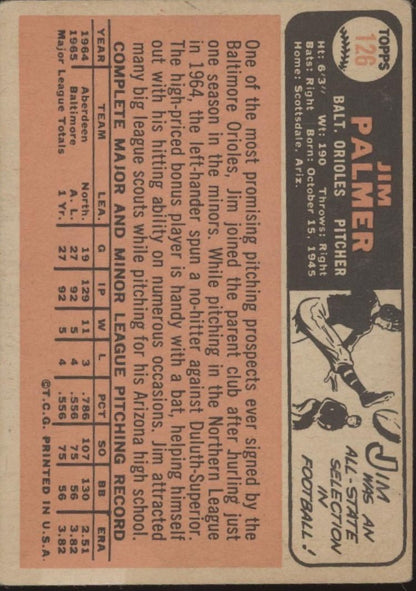 TOPPS
126
JIM
PALMER
BALT. ORIOLES PITCHER
Ht: 6'3" Wt: 190 Throws: Right
Bats: Right Born: October 15, 1945
Home: Scottsdale, Ariz.
JIM
WAS AN
ALL-STATE
SELECTION
IN
FOOTBALL!
One of the most promising pitching prospects ever signed by the
Baltimore Orioles, Jim joined the parent club after hurling just
one season in the minors. While pitching in the Northern League
in 1964, the left-hander spun a no-hitter against Duluth-Superior.
The high-priced bonus player is handy with a bat, helping himself
out with his hitting ability on numerous occasions. Jim attracted
many big league scouts while pitching for his Arizona high school.
COMPLETE MAJOR AND MINOR LEAGUE PITCHING RECORD
YEAR TEAM LEA. G IP W L PCT SO BB ERA
1964 Aberdeen North. 19 129 11 3 .786 107 130 2.51
1965 Baltimore A. L. 27 92 5 4 .556 75 56 3.82
Major League Totals 1 Yr. 27 92 5 4 .556 75 56 3.82
©T.C.G. PRINTED IN U.S.A.